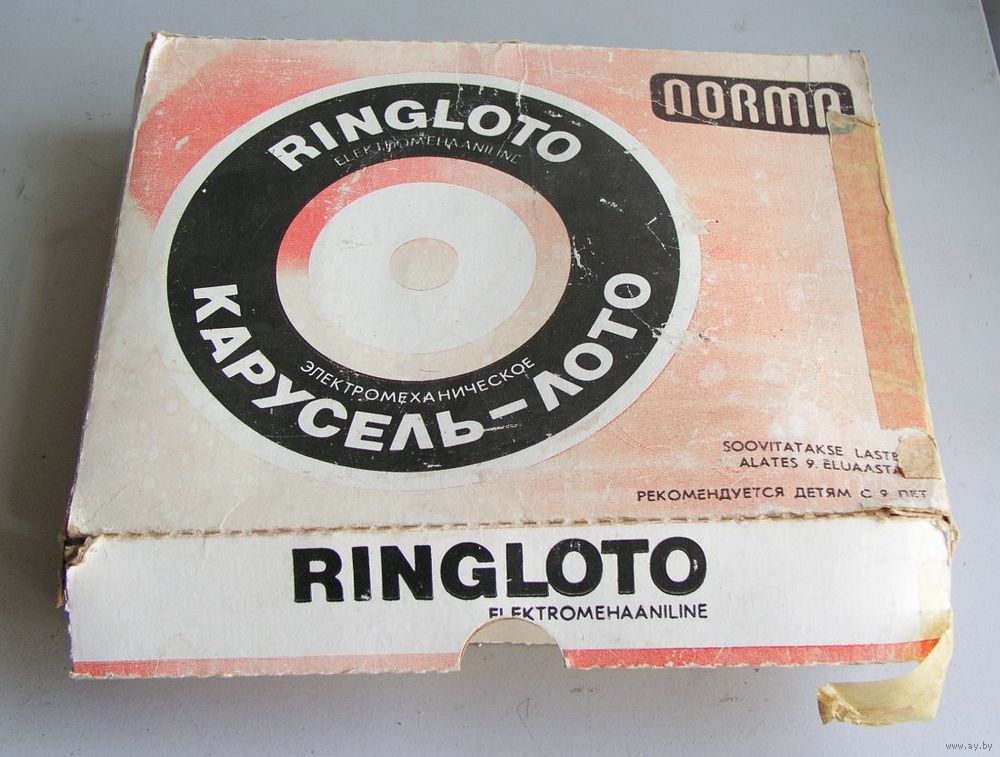 NORMA
RINGLOTO
ELEKTROMEHAANILINE
ЭЛЕКТРОМЕХАНИЧЕСКОЕ
КАРУСЕЛЬ-ЛОТО
SOOVITATAKSE
ALATES 9.
РЕКОМЕНДУЕТСЯ ДЕТЯМ С 9 ЛЕТ
RINGLOTO
ELEKTROMEHAANILINE
www.ay.by